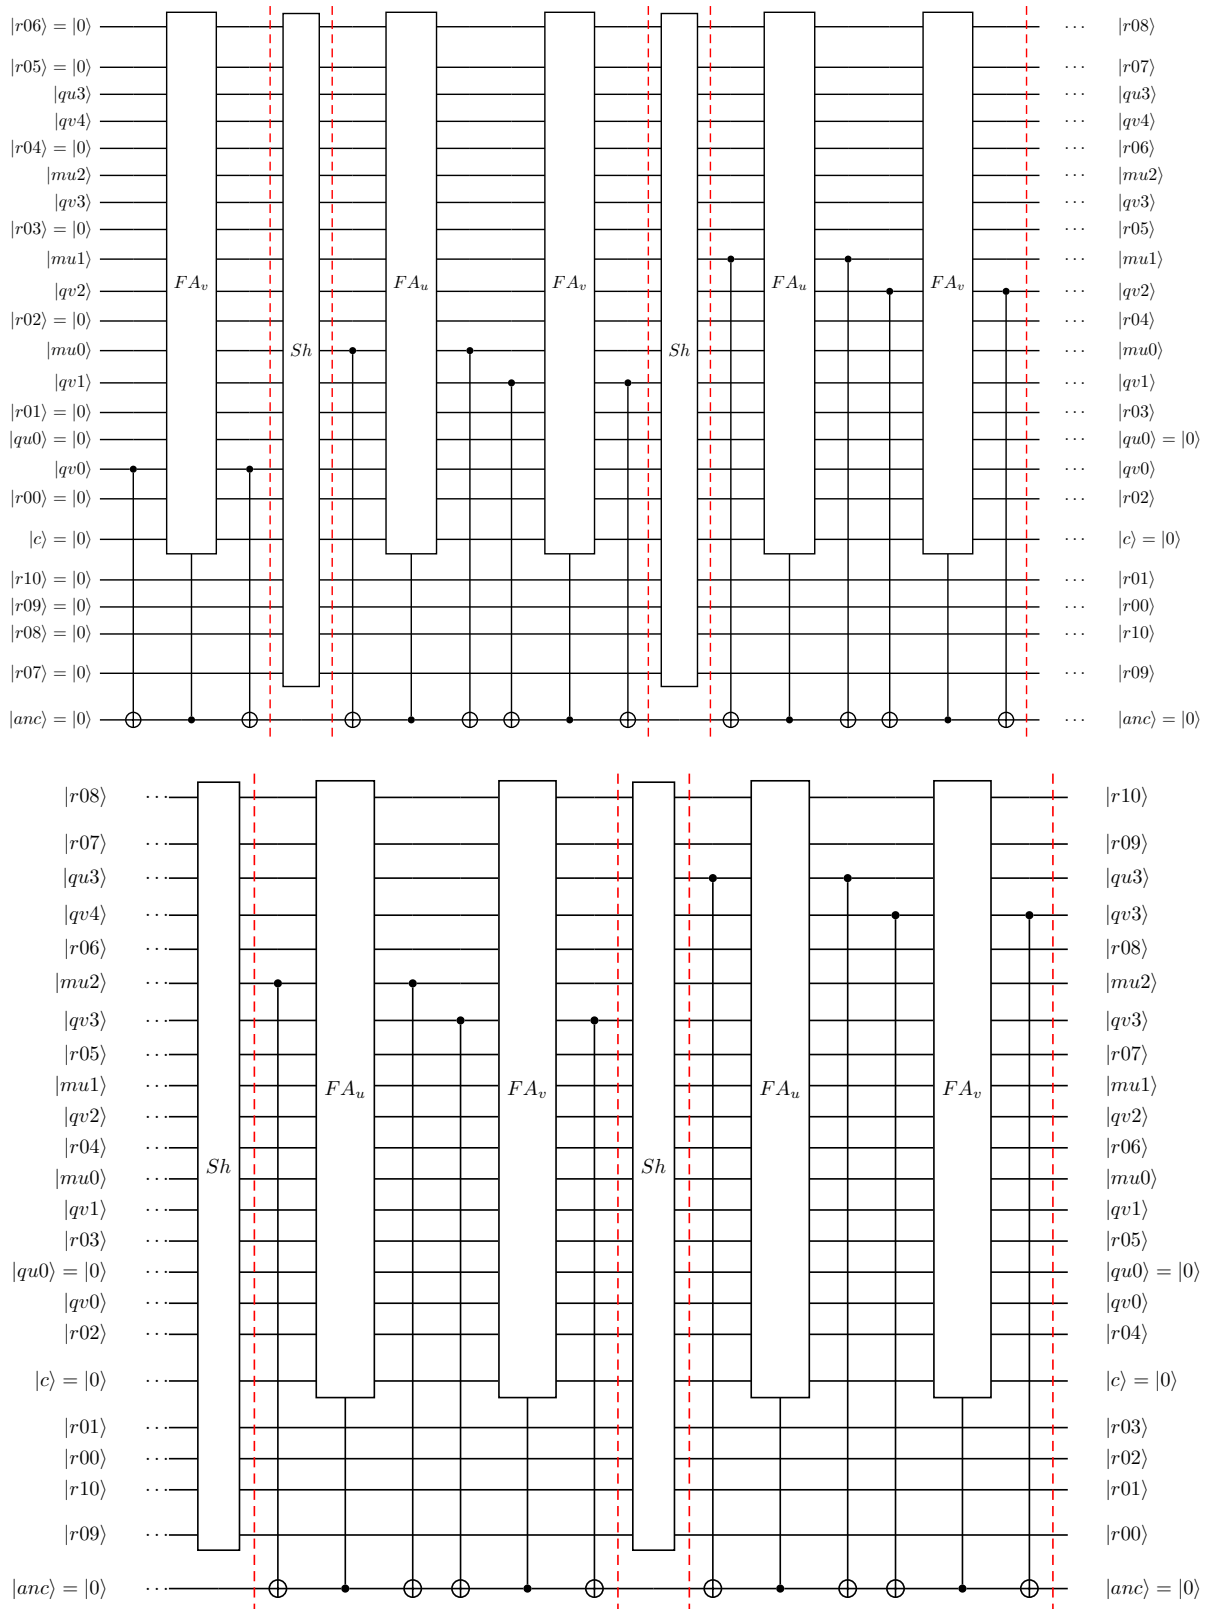 |r06⟩ = |0⟩ ··· |r08⟩
|r05⟩ = |0⟩ ··· |r07⟩
|qu3⟩ ··· |qu3⟩
|qv4⟩ ··· |qv4⟩
|r04⟩ = |0⟩ ··· |r06⟩
|mu2⟩ ··· |mu2⟩
|qv3⟩ ··· |qv3⟩
|r03⟩ = |0⟩ ··· |r05⟩
|mu1⟩ ··· |mu1⟩
FA_v FA_u FA_v FA_u FA_v
|qv2⟩ ··· |qv2⟩
|r02⟩ = |0⟩ ··· |r04⟩
|mu0⟩ Sh Sh ··· |mu0⟩
|qv1⟩ ··· |qv1⟩
|r01⟩ = |0⟩ ··· |r03⟩
|qu0⟩ = |0⟩ ··· |qu0⟩ = |0⟩
|qv0⟩ ··· |qv0⟩
|r00⟩ = |0⟩ ··· |r02⟩
|c⟩ = |0⟩ ··· |c⟩ = |0⟩
|r10⟩ = |0⟩ ··· |r01⟩
|r09⟩ = |0⟩ ··· |r00⟩
|r08⟩ = |0⟩ ··· |r10⟩
|r07⟩ = |0⟩ ··· |r09⟩
|anc⟩ = |0⟩ ··· |anc⟩ = |0⟩
|r08⟩ ··· |r10⟩
|r07⟩ ··· |r09⟩
|qu3⟩ ··· |qu3⟩
|qv4⟩ ··· |qv3⟩
|r06⟩ ··· |r08⟩
|mu2⟩ ··· |mu2⟩
|qv3⟩ ··· |qv3⟩
|r05⟩ ··· |r07⟩
|mu1⟩ ··· FA_u FA_v FA_u FA_v |mu1⟩
|qv2⟩ ··· |qv2⟩
|r04⟩ ··· |r06⟩
Sh Sh
|mu0⟩ ··· |mu0⟩
|qv1⟩ ··· |qv1⟩
|r03⟩ ··· |r05⟩
|qu0⟩ = |0⟩ ··· |qu0⟩ = |0⟩
|qv0⟩ ··· |qv0⟩
|r02⟩ ··· |r04⟩
|c⟩ = |0⟩ ··· |c⟩ = |0⟩
|r01⟩ ··· |r03⟩
|r00⟩ ··· |r02⟩
|r10⟩ ··· |r01⟩
|r09⟩ ··· |r00⟩
|anc⟩ = |0⟩ ··· |anc⟩ = |0⟩